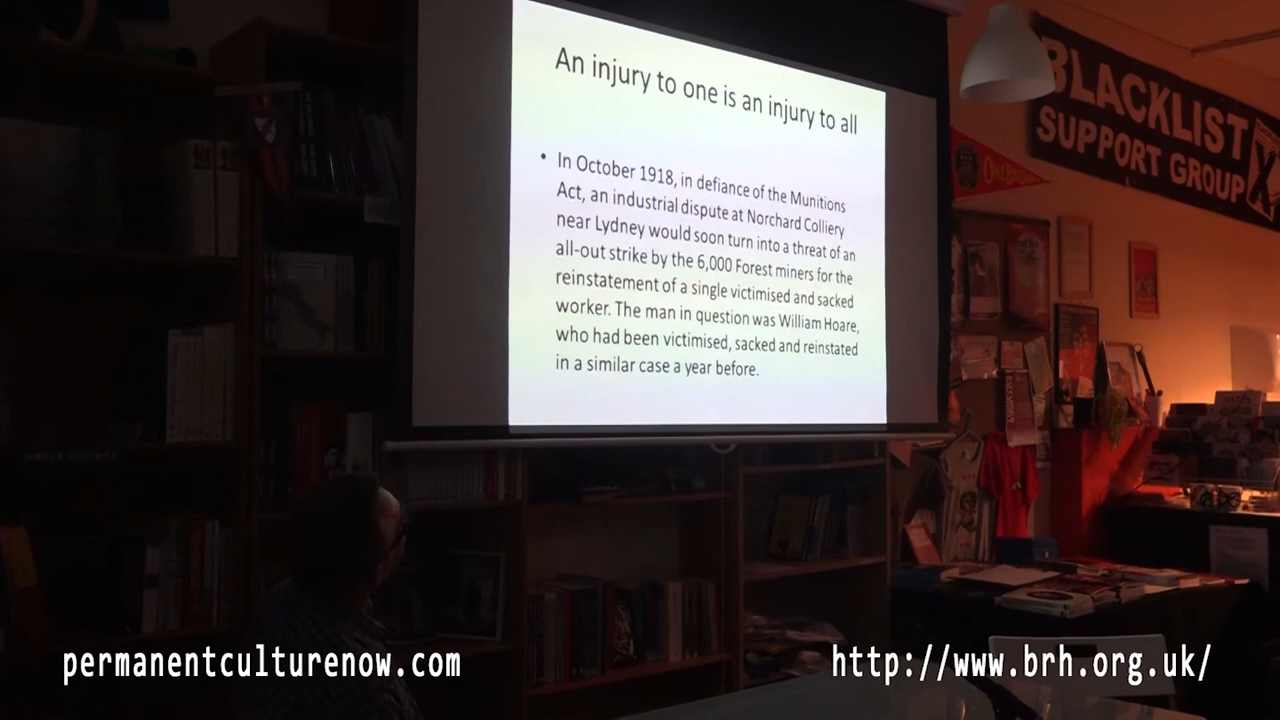 An injury to one is an injury to all
• In October 1918, in defiance of the Munitions
Act, an industrial dispute at Norchard Colliery
near Lydney would soon turn into a threat of an
all-out strike by the 6,000 Forest miners for the
reinstatement of a single victimised and sacked
worker. The man in question was William Hoare,
who had been victimised, sacked and reinstated
in a similar case a year before.
BLACKLIST
SUPPORT GROUP
permanentculturenow.com
http://www.brh.org.uk/